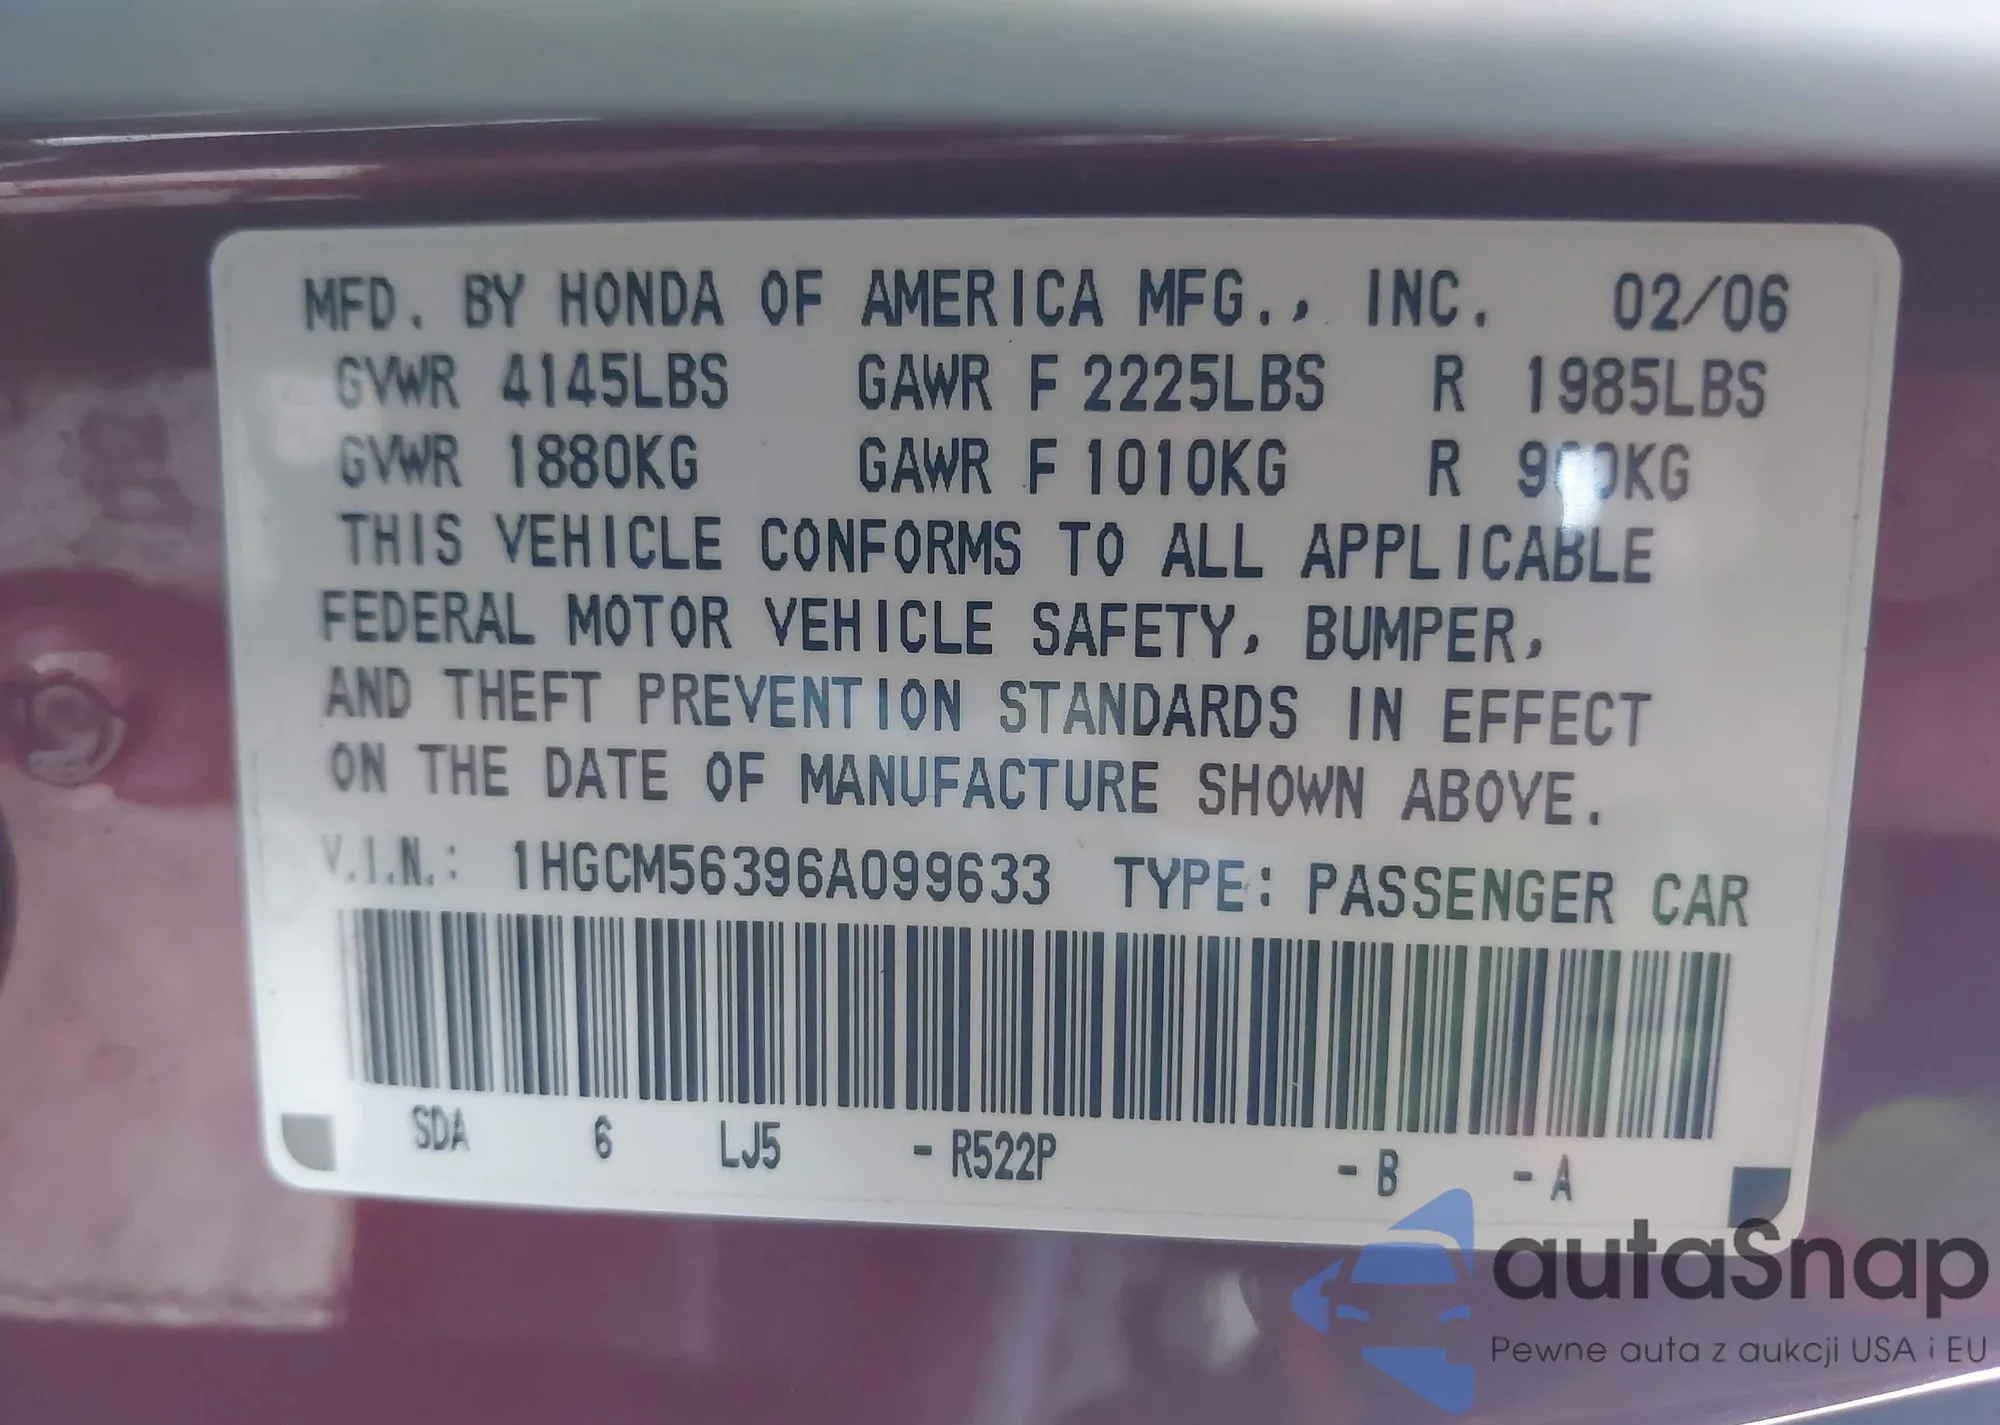 MFD. BY HONDA OF AMERICA MFG., INC. 02/06
GVWR 4145LBS GAWR F 2225LBS R 1985LBS
GVWR 1880KG GAWR F 1010KG R
THIS VEHICLE CONFORMS TO ALL APPLICABLE
FEDERAL MOTOR VEHICLE SAFETY, BUMPER,
AND THEFT PREVENTION STANDARDS IN EFFECT
ON THE DATE OF MANUFACTURE SHOWN ABOVE.
V.I.N.: 1HGCM56396A099633 TYPE: PASSENGER CAR
SDA 6 LJ5 - R522P - B - A
autaSnap
Pewne auta z aukcji USA i EU